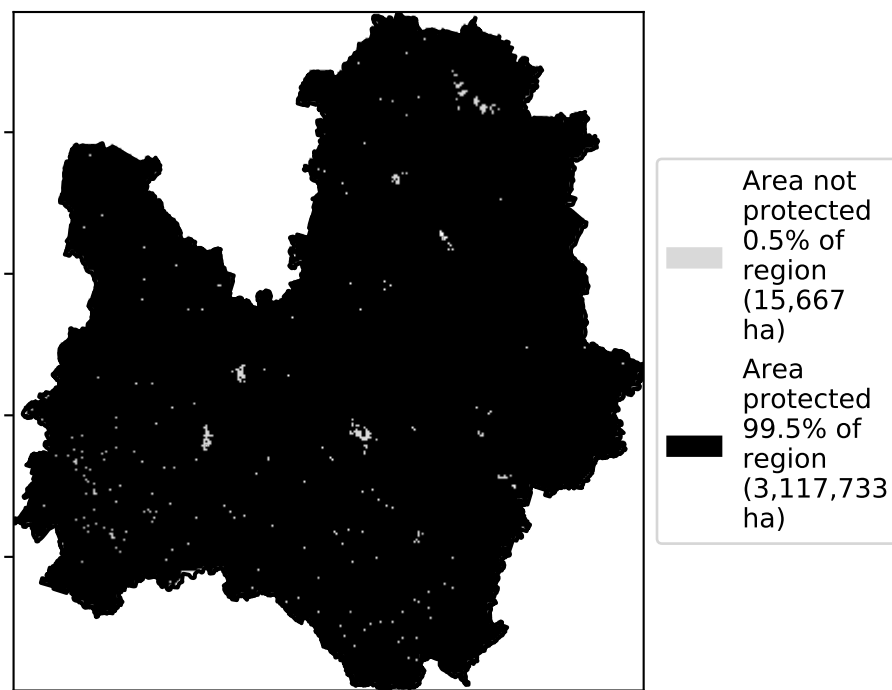 Area not
protected
0.5% of
region
(15,667
ha)
Area
protected
99.5% of
region
(3,117,733
ha)